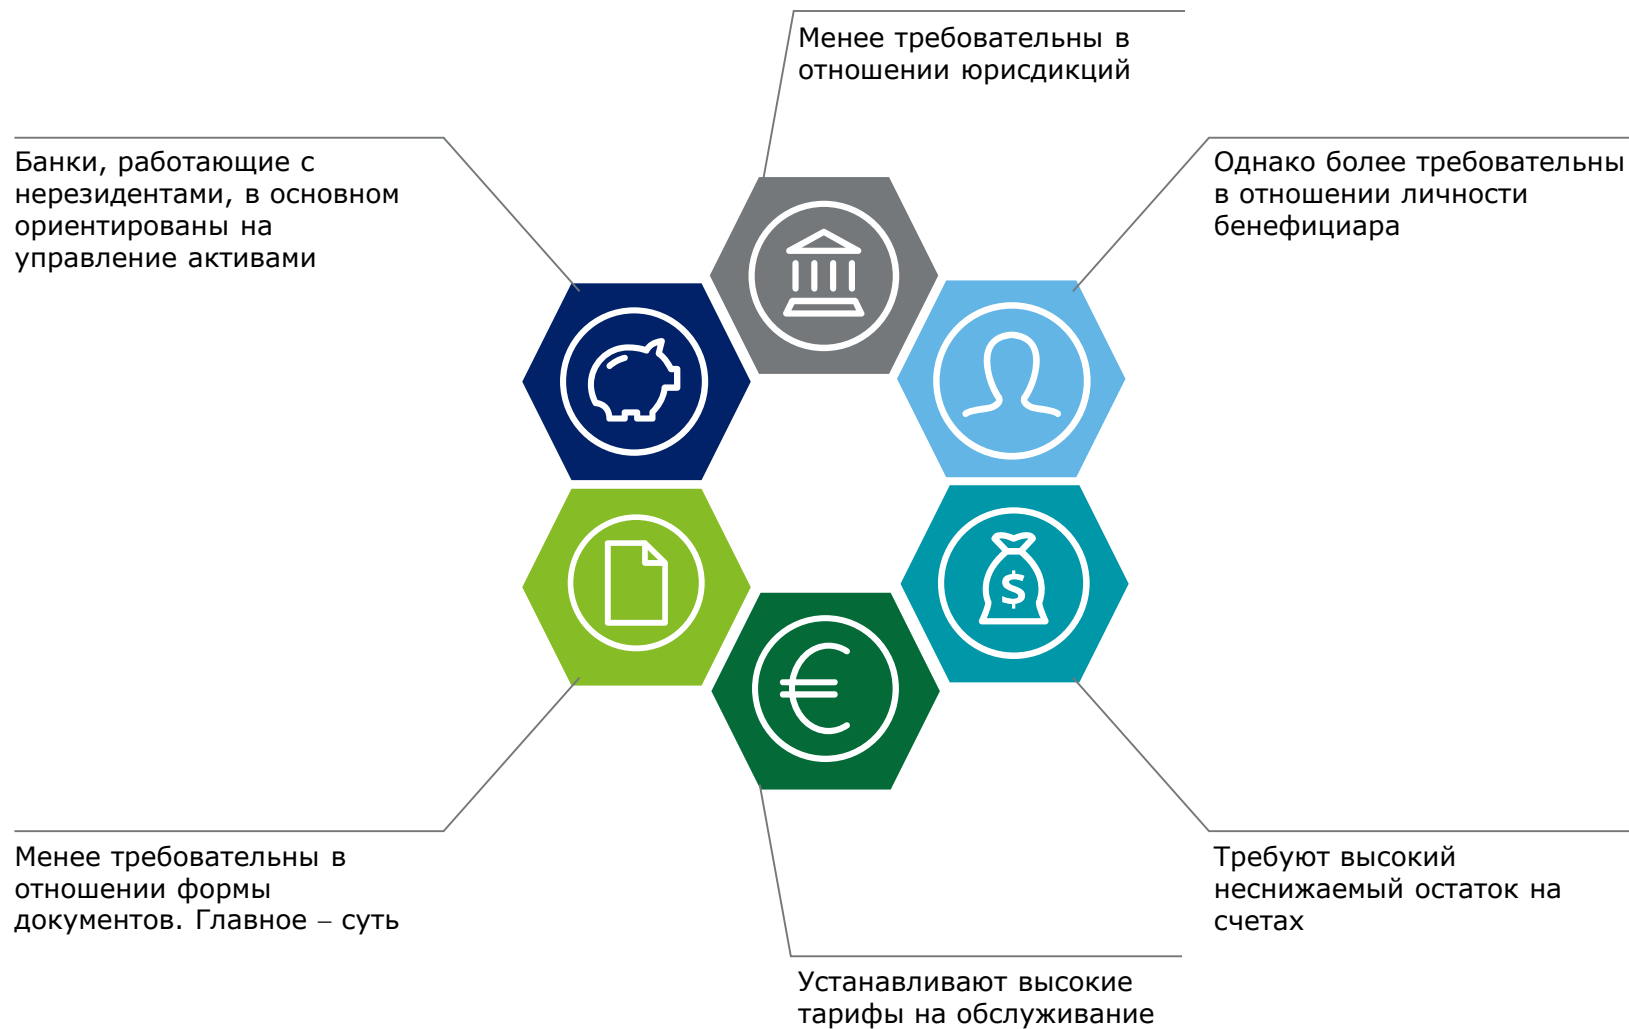 Менее требовательны в
отношении юрисдикций
Банки, работающие с
нерезидентами, в основном
ориентированы на
управление активами
Однако более требовательны
в отношении личности
бенефициара
$
€
Менее требовательны в
отношении формы
документов. Главное – суть
Требуют высокий
неснижаемый остаток на
счетах
Устанавливают высокие
тарифы на обслуживание